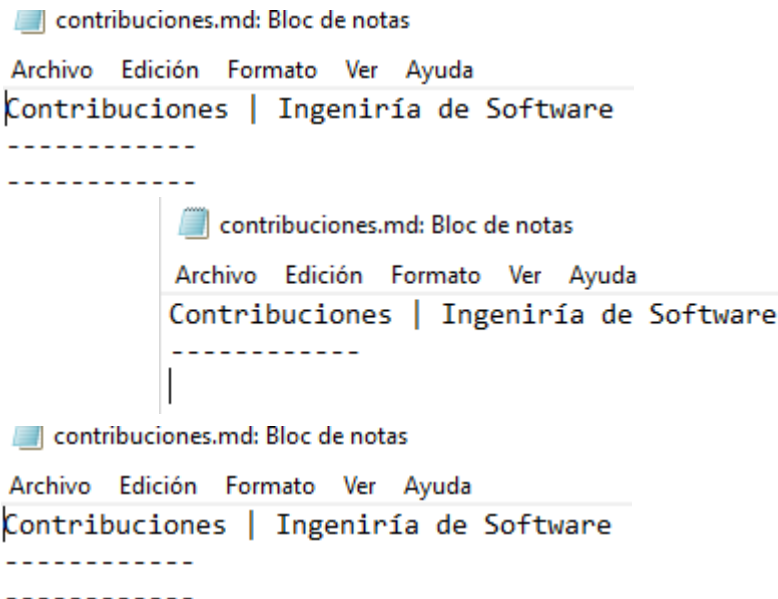 contribuciones.md: Bloc de notas
Archivo Edición Formato Ver Ayuda
Contribuciones | Ingeniría de Software
------------
------------
contribuciones.md: Bloc de notas
Archivo Edición Formato Ver Ayuda
Contribuciones | Ingeniría de Software
------------
contribuciones.md: Bloc de notas
Archivo Edición Formato Ver Ayuda
Contribuciones | Ingeniría de Software
------------
------------